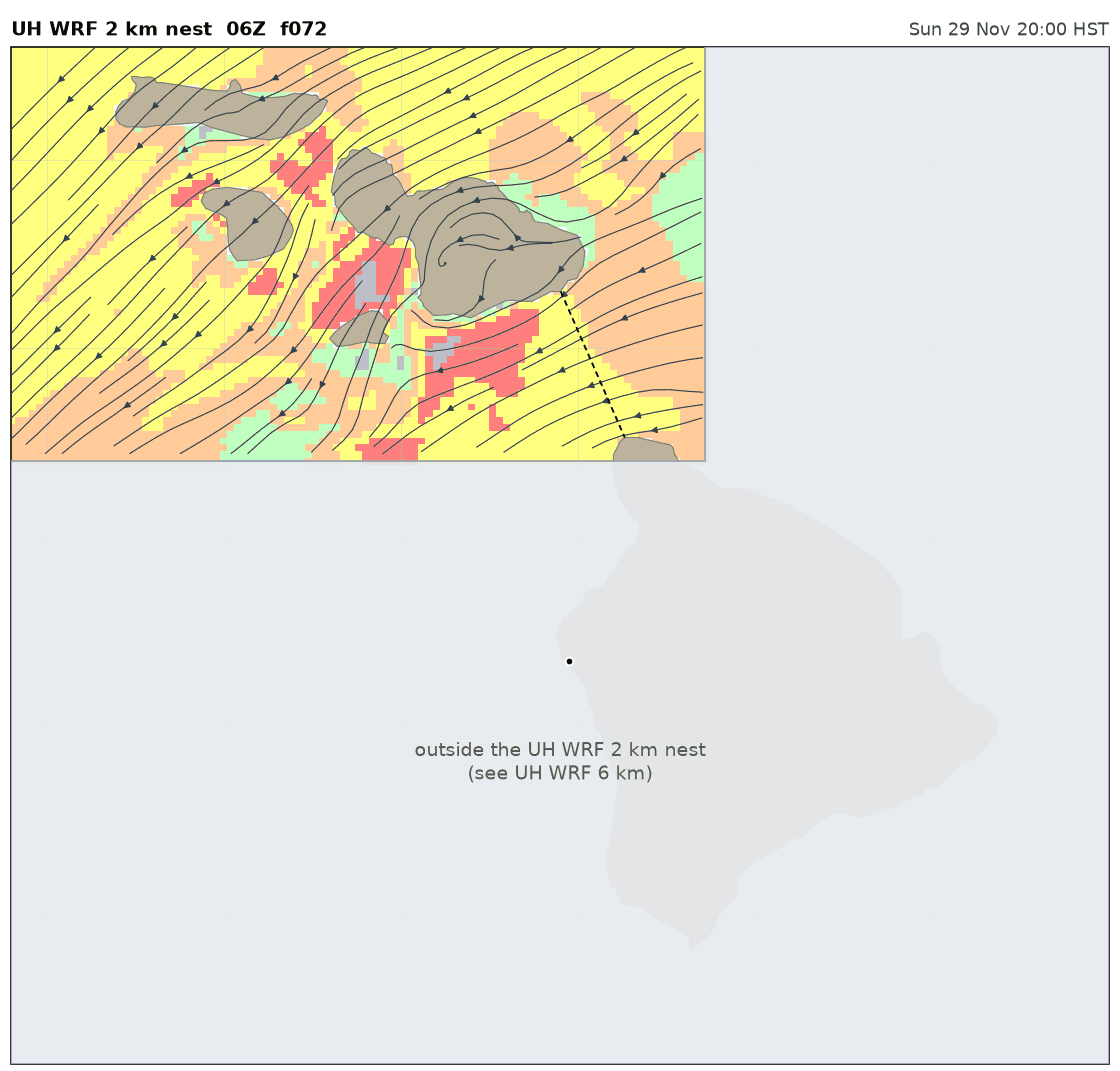 UH WRF 2 km nest  06Z  f072
Sun 29 Nov 20:00 HST
outside the UH WRF 2 km nest
(see UH WRF 6 km)